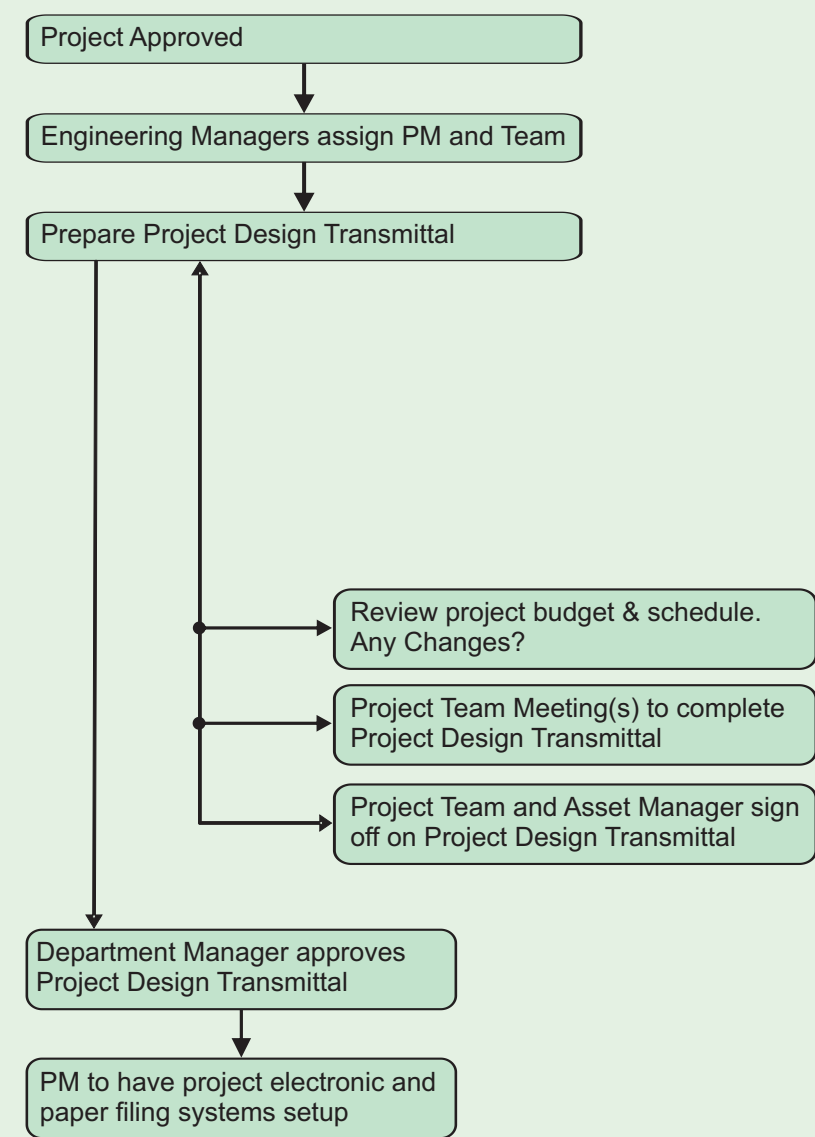 Project Approved
Engineering Managers assign PM and Team
Prepare Project Design Transmittal
Review project budget & schedule.
Any Changes?
Project Team Meeting(s) to complete
Project Design Transmittal
Project Team and Asset Manager sign
off on Project Design Transmittal
Department Manager approves
Project Design Transmittal
PM to have project electronic and
paper filing systems setup